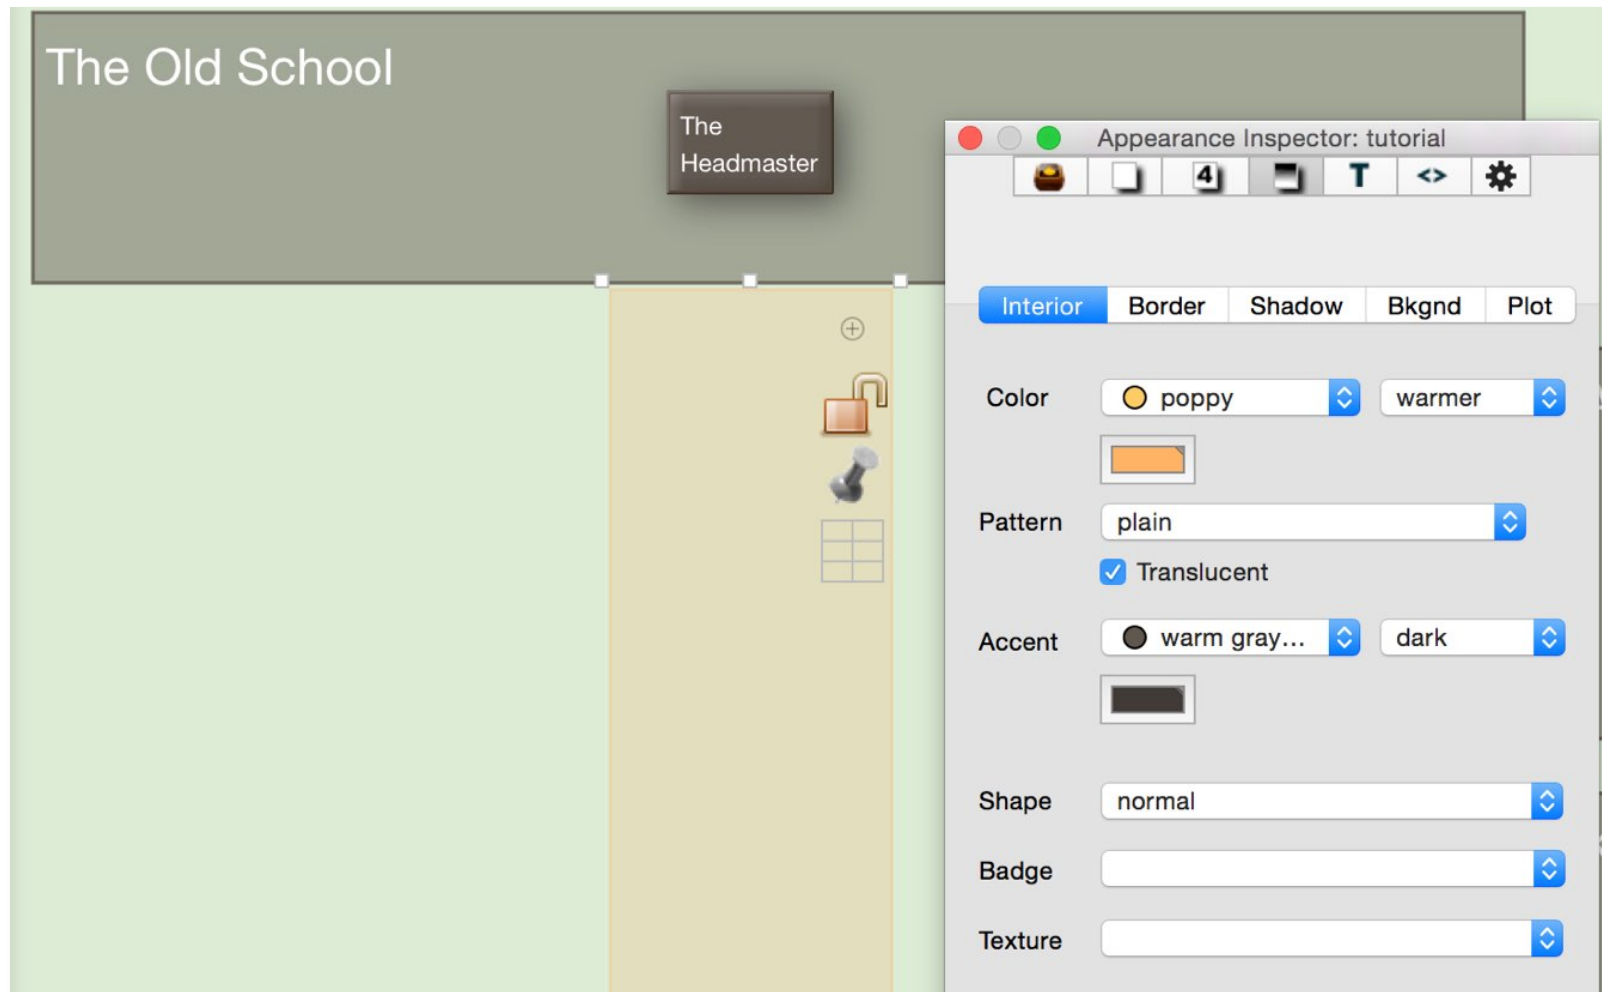 The Old School
The
Headmaster
Appearance Inspector: tutorial
4 T <>
Interior Border Shadow Bkgnd Plot
Color poppy warmer
Pattern plain
Translucent
Accent warm gray… dark
Shape normal
Badge
Texture